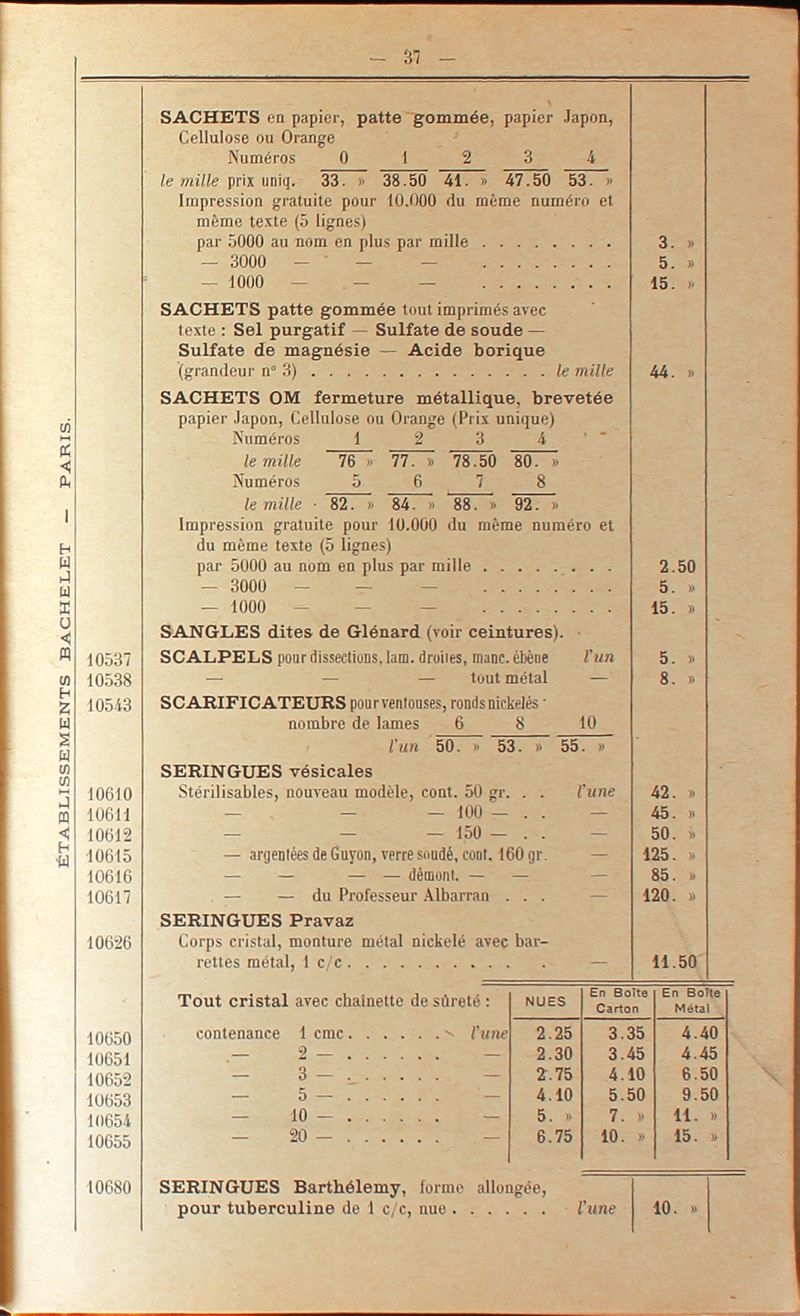 — 37 —
SACHETS en papier, patte gommée, papier Japon,
Cellulose ou Orange
Numéros 0 1 2 3 4
le mille prix uniq. 33. » 38.50 41. » 47.50 53. »
Impression gratuite pour 10.000 du même numéro et
même texte (5 lignes)
par 5000 au nom en plus par mille . . . . . . . . 3. »
— 3000 — — — . . . . . . . . . 5. »
— 1000 — — — . . . . . . . . . 15. »
SACHETS patte gommée tout imprimés avec
texte : Sel purgatif — Sulfate de soude —
Sulfate de magnésie — Acide borique
(grandeur n° 3) . . . . . . . . . . . . . . . le mille 44. »
SACHETS OM fermeture métallique, brevetée
papier Japon, Cellulose ou Orange (Prix unique)
Numéros 1 2 3 4
le mille 76 » 77. » 78.50 80. »
Numéros 5 6 7 8
le mille 82. » 84. » 88. » 92. »
Impression gratuite pour 10.000 du même numéro et
du même texte (5 lignes)
par 5000 au nom en plus par mille . . . . . . . . 2.50
— 3000 — — — . . . . . . . . . 5. »
— 1000 — — — . . . . . . . . . 15. »
SANGLES dites de Glénard (voir ceintures).
10537 SCALPELS pour dissections, lam. droites, manc. ébène l'un 5. »
10538 — — — tout métal — 8. »
10543 SCARIFICATEURS pour ventouses, ronds nickelés
nombre de lames 6 8 10
l'un 50. » 53. » 55. »
SERINGUES vésicales
10610 Stérilisables, nouveau modèle, cont. 50 gr. . . l'une 42. »
10611 — — — 100 — . . — 45. »
10612 — — — 150 — . . — 50. »
10615 — argentées de Guyon, verre soudé, cont. 160 gr. — 125. »
10616 — — — — démont. — — — 85. »
10617 — — du Professeur Albarran . . . — 120. »
SERINGUES Pravaz
10626 Corps cristal, monture métal nickelé avec bar-
rettes métal, 1 c/c . . . . . . . . . . . . — 11.50
Tout cristal avec chaînette de sûreté : NUES En Boîte Carton En Boîte Métal
10650 contenance 1 cmc . . . . . . l'une 2.25 3.35 4.40
10651 — 2 — . . . . . . — 2.30 3.45 4.45
10652 — 3 — . . . . . . — 2.75 4.10 6.50
10653 — 5 — . . . . . . — 4.10 5.50 9.50
10654 — 10 — . . . . . . — 5. » 7. » 11. »
10655 — 20 — . . . . . . — 6.75 10. » 15. »
10680 SERINGUES Barthélemy, forme allongée,
pour tuberculine de 1 c/c, nue . . . . . . l'une 10. »
ÉTABLISSEMENTS BACHELET — PARIS.